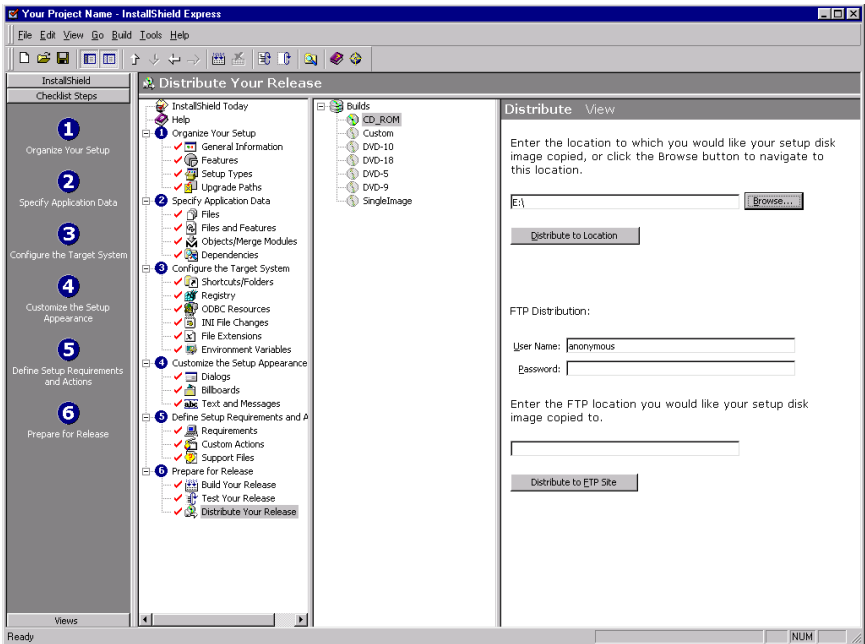 Your Project Name - InstallShield Express
File Edit View Go Build Tools Help
InstallShield
Checklist Steps
1
Organize Your Setup
2
Specify Application Data
3
Configure the Target System
4
Customize the Setup
Appearance
5
Define Setup Requirements
and Actions
6
Prepare for Release
Views
Distribute Your Release
InstallShield Today
Help
1 Organize Your Setup
General Information
Features
Setup Types
Upgrade Paths
2 Specify Application Data
Files
Files and Features
Objects/Merge Modules
Dependencies
3 Configure the Target System
Shortcuts/Folders
Registry
ODBC Resources
INI File Changes
File Extensions
Environment Variables
4 Customize the Setup Appearance
Dialogs
Billboards
abc Text and Messages
5 Define Setup Requirements and A
Requirements
Custom Actions
Support Files
6 Prepare for Release
Build Your Release
Test Your Release
Distribute Your Release
Builds
CD_ROM
Custom
DVD-10
DVD-18
DVD-5
DVD-9
SingleImage
Distribute View
Enter the location to which you would like your setup disk
image copied, or click the Browse button to navigate to
this location.
E:\ Browse...
Distribute to Location
FTP Distribution:
User Name: anonymous
Password:
Enter the FTP location you would like your setup disk
image copied to.
Distribute to FTP Site
Ready NUM